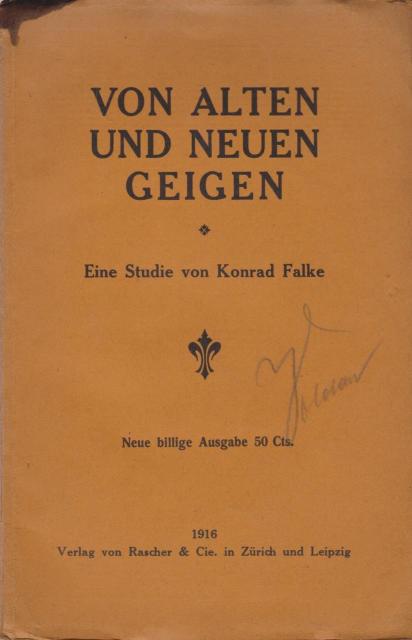 VON ALTEN
UND NEUEN
GEIGEN
Eine Studie von Konrad Falke
Neue billige Ausgabe 50 Cts.
1916
Verlag von Rascher & Cie. in Zürich und Leipzig